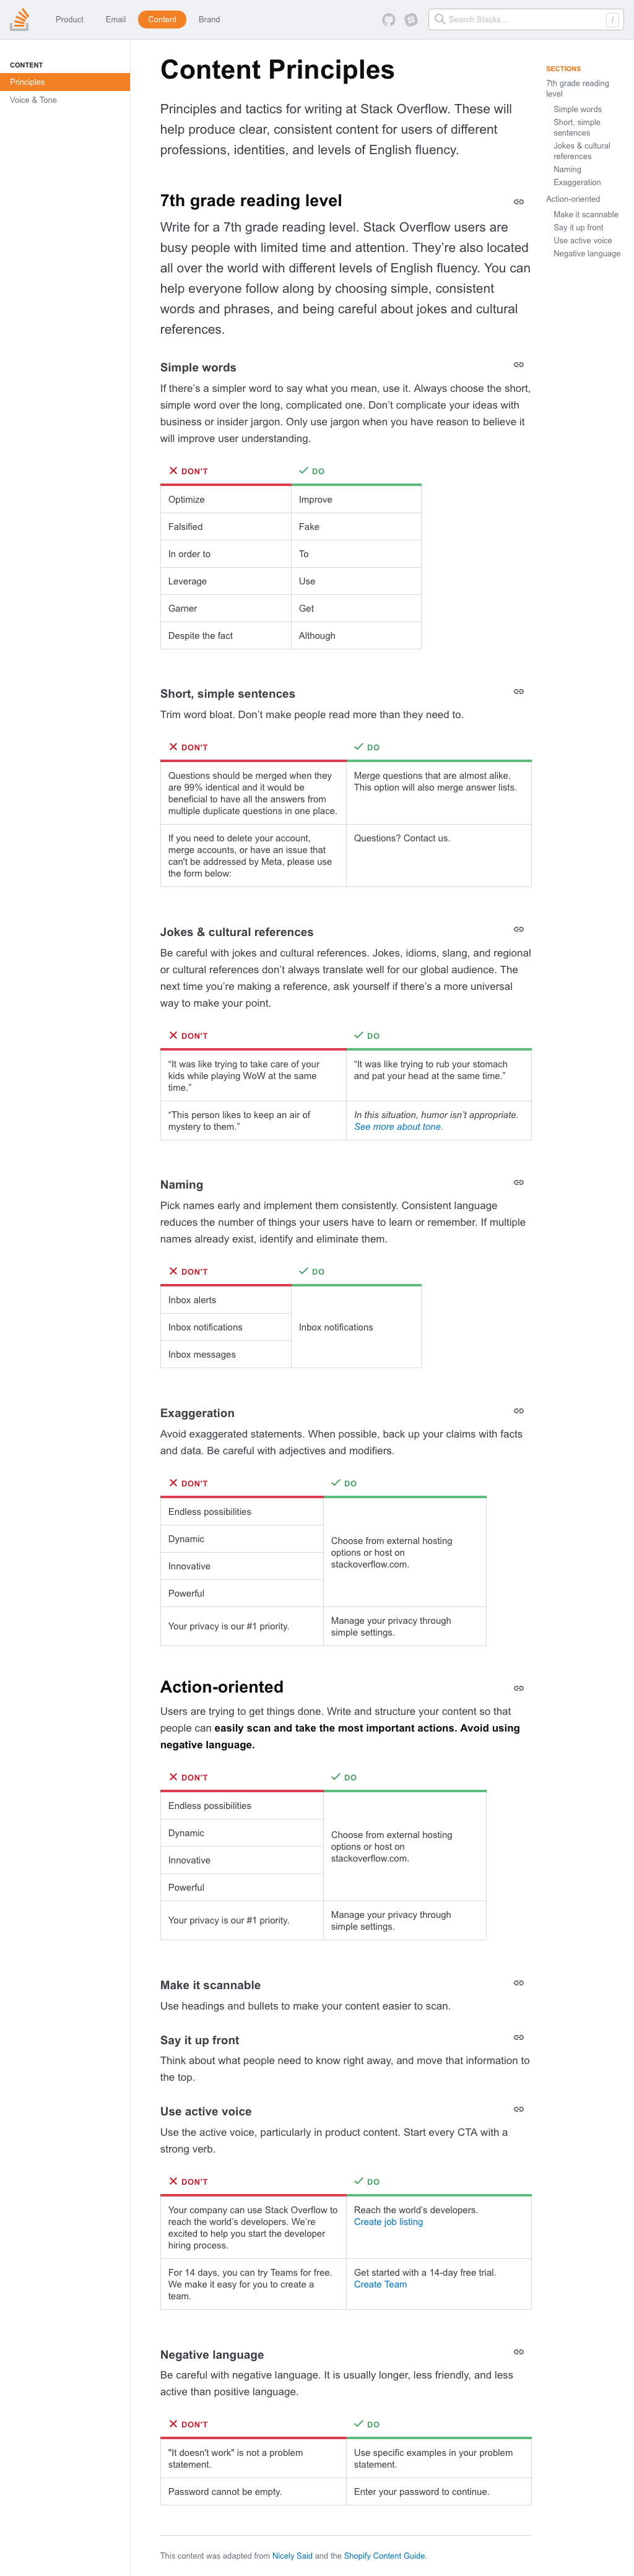 Product Email Content Brand Search Stacks… /
CONTENT
Principles
Voice & Tone
Content Principles
Principles and tactics for writing at Stack Overflow. These will
help produce clear, consistent content for users of different
professions, identities, and levels of English fluency.
7th grade reading level
Write for a 7th grade reading level. Stack Overflow users are
busy people with limited time and attention. They’re also located
all over the world with different levels of English fluency. You can
help everyone follow along by choosing simple, consistent
words and phrases, and being careful about jokes and cultural
references.
Simple words
If there’s a simpler word to say what you mean, use it. Always choose the short,
simple word over the long, complicated one. Don’t complicate your ideas with
business or insider jargon. Only use jargon when you have reason to believe it
will improve user understanding.
DON'T DO
Optimize Improve
Falsified Fake
In order to To
Leverage Use
Garner Get
Despite the fact Although
Short, simple sentences
Trim word bloat. Don’t make people read more than they need to.
DON'T DO
Questions should be merged when they
are 99% identical and it would be
beneficial to have all the answers from
multiple duplicate questions in one place.
Merge questions that are almost alike.
This option will also merge answer lists.
If you need to delete your account,
merge accounts, or have an issue that
can't be addressed by Meta, please use
the form below:
Questions? Contact us.
Jokes & cultural references
Be careful with jokes and cultural references. Jokes, idioms, slang, and regional
or cultural references don’t always translate well for our global audience. The
next time you’re making a reference, ask yourself if there’s a more universal
way to make your point.
DON'T DO
“It was like trying to take care of your
kids while playing WoW at the same
time.”
“It was like trying to rub your stomach
and pat your head at the same time.”
“This person likes to keep an air of
mystery to them.”
In this situation, humor isn’t appropriate.
See more about tone.
Naming
Pick names early and implement them consistently. Consistent language
reduces the number of things your users have to learn or remember. If multiple
names already exist, identify and eliminate them.
DON'T DO
Inbox alerts
Inbox notifications
Inbox messages
Inbox notifications
Exaggeration
Avoid exaggerated statements. When possible, back up your claims with facts
and data. Be careful with adjectives and modifiers.
DON'T DO
Endless possibilities
Dynamic
Innovative
Powerful
Choose from external hosting
options or host on
stackoverflow.com.
Your privacy is our #1 priority.
Manage your privacy through
simple settings.
Action-oriented
Users are trying to get things done. Write and structure your content so that
people can easily scan and take the most important actions. Avoid using
negative language.
DON'T DO
Endless possibilities
Dynamic
Innovative
Powerful
Choose from external hosting
options or host on
stackoverflow.com.
Your privacy is our #1 priority.
Manage your privacy through
simple settings.
Make it scannable
Use headings and bullets to make your content easier to scan.
Say it up front
Think about what people need to know right away, and move that information to
the top.
Use active voice
Use the active voice, particularly in product content. Start every CTA with a
strong verb.
DON'T DO
Your company can use Stack Overflow to
reach the world’s developers. We’re
excited to help you start the developer
hiring process.
Reach the world’s developers.
Create job listing
For 14 days, you can try Teams for free.
We make it easy for you to create a
team.
Get started with a 14-day free trial.
Create Team
Negative language
Be careful with negative language. It is usually longer, less friendly, and less
active than positive language.
DON'T DO
"It doesn't work" is not a problem
statement.
Use specific examples in your problem
statement.
Password cannot be empty. Enter your password to continue.
This content was adapted from Nicely Said and the Shopify Content Guide.
SECTIONS
7th grade reading
level
Simple words
Short, simple
sentences
Jokes & cultural
references
Naming
Exaggeration
Action-oriented
Make it scannable
Say it up front
Use active voice
Negative language